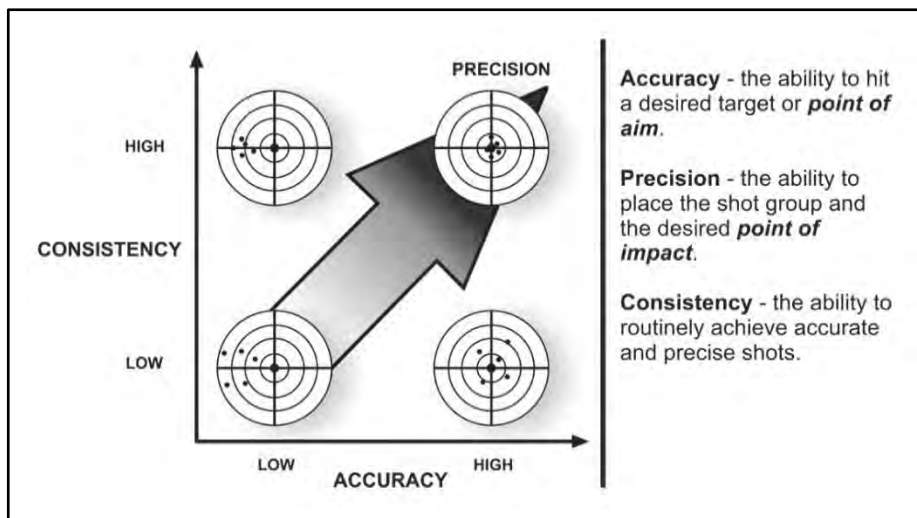 PRECISION
HIGH
CONSISTENCY
LOW
LOW
HIGH
ACCURACY
Accuracy - the ability to hit
a desired target or point of
aim.
Precision - the ability to
place the shot group and
the desired point of
impact.
Consistency - the ability to
routinely achieve accurate
and precise shots.